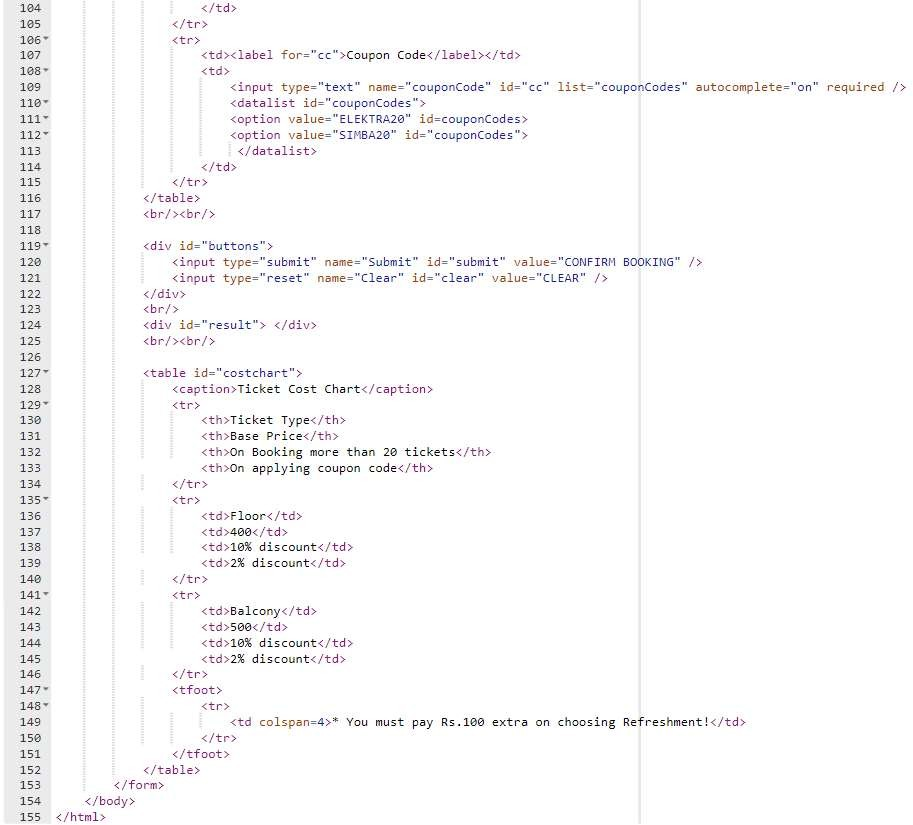 104                     </td>
105                 </tr>
106                 <tr>
107                     <td><label for="cc">Coupon Code</label></td>
108                     <td>
109                         <input type="text" name="couponCode" id="cc" list="couponCodes" autocomplete="on" required />
110                         <datalist id="couponCodes">
111                         <option value="ELEKTRA20" id=couponCodes>
112                         <option value="SIMBA20" id="couponCodes">
113                          </datalist>
114                     </td>
115                 </tr>
116             </table>
117             <br/><br/>
118
119             <div id="buttons">
120                 <input type="submit" name="Submit" id="submit" value="CONFIRM BOOKING" />
121                 <input type="reset" name="Clear" id="clear" value="CLEAR" />
122             </div>
123             <br/>
124             <div id="result"> </div>
125             <br/><br/>
126
127             <table id="costchart">
128                 <caption>Ticket Cost Chart</caption>
129                 <tr>
130                     <th>Ticket Type</th>
131                     <th>Base Price</th>
132                     <th>On Booking more than 20 tickets</th>
133                     <th>On applying coupon code</th>
134                 </tr>
135                 <tr>
136                     <td>Floor</td>
137                     <td>400</td>
138                     <td>10% discount</td>
139                     <td>2% discount</td>
140                 </tr>
141                 <tr>
142                     <td>Balcony</td>
143                     <td>500</td>
144                     <td>10% discount</td>
145                     <td>2% discount</td>
146                 </tr>
147                 <tfoot>
148                     <tr>
149                         <td colspan=4>* You must pay Rs.100 extra on choosing Refreshment!</td>
150                     </tr>
151                 </tfoot>
152             </table>
153         </form>
154     </body>
155 </html>